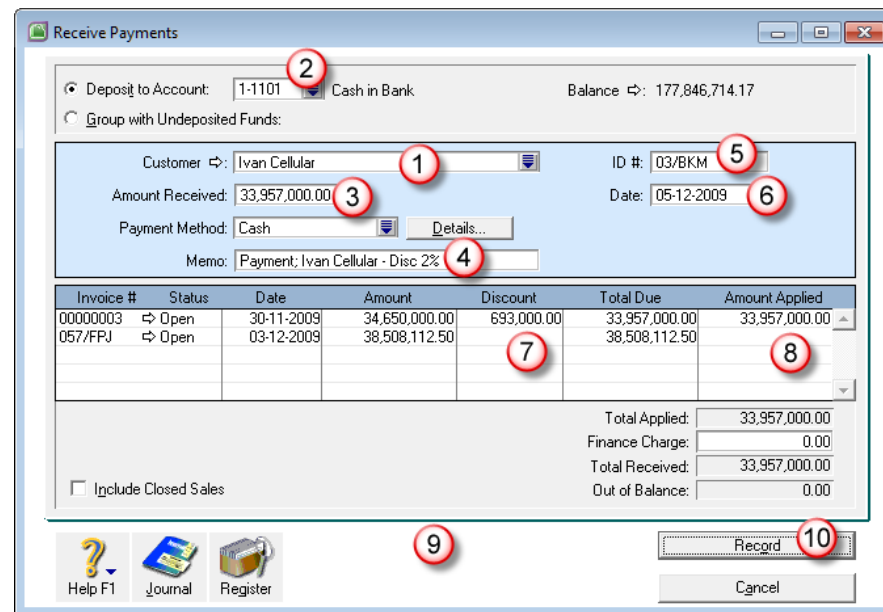 Receive Payments
2
Deposit to Account: 1-1101 Cash in Bank Balance ⇨: 177,846,714.17
Group with Undeposited Funds:
Customer ⇨: Ivan Cellular 1 ID #: 03/BKM 5
Amount Received: 33,957,000.00 3 Date: 05-12-2009 6
Payment Method: Cash Details...
Memo: Payment; Ivan Cellular - Disc 2% 4
Invoice # Status Date Amount Discount Total Due Amount Applied
00000003 ⇨ Open 30-11-2009 34,650,000.00 693,000.00 33,957,000.00 33,957,000.00
057/FPJ ⇨ Open 03-12-2009 38,508,112.50 38,508,112.50
7 8
Total Applied: 33,957,000.00
Finance Charge: 0.00
Total Received: 33,957,000.00
Include Closed Sales Out of Balance: 0.00
9 Record 10
Help F1 Journal Register Cancel